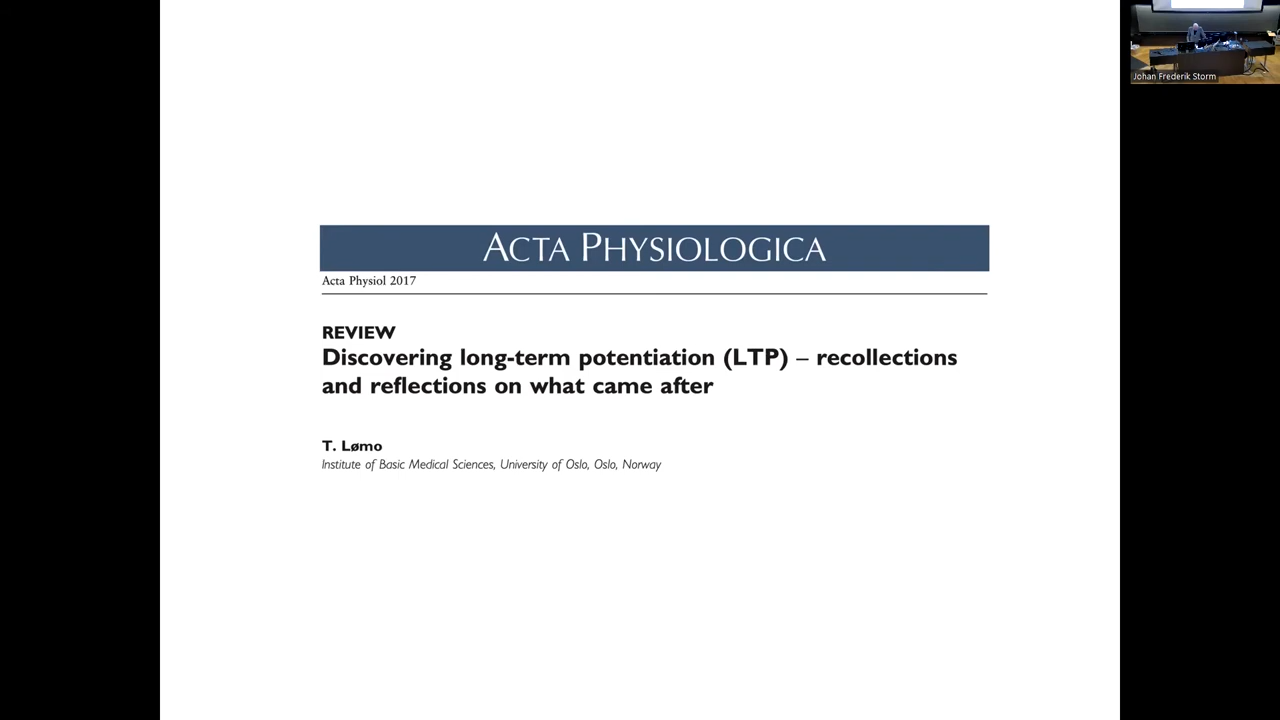 ACTA PHYSIOLOGICA
Acta Physiol 2017
REVIEW
Discovering long-term potentiation (LTP) – recollections
and reflections on what came after
T. Lømo
Institute of Basic Medical Sciences, University of Oslo, Oslo, Norway
Johan Frederik Storm